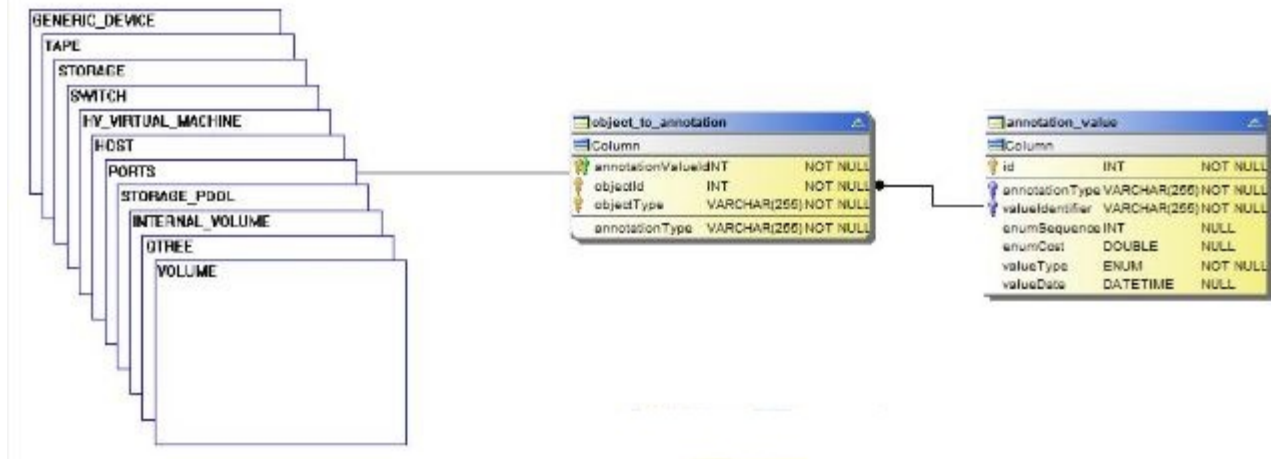 GENERIC_DEVICE
TAPE
STORAGE
SWITCH
HV_VIRTUAL_MACHINE
HOST
PORTS
STORAGE_POOL
INTERNAL_VOLUME
QTREE
VOLUME
object_to_annotation
Column
annotationValueIdINT NOT NULL
objectId INT NOT NULL
objectType VARCHAR(255) NOT NULL
annotationType VARCHAR(255) NOT NULL
annotation_value
Column
id INT NOT NULL
annotationType VARCHAR(255) NOT NULL
valueIdentifier VARCHAR(255) NOT NULL
enumSequence INT NULL
enumCost DOUBLE NULL
valueType ENUM NOT NULL
valueDate DATETIME NULL